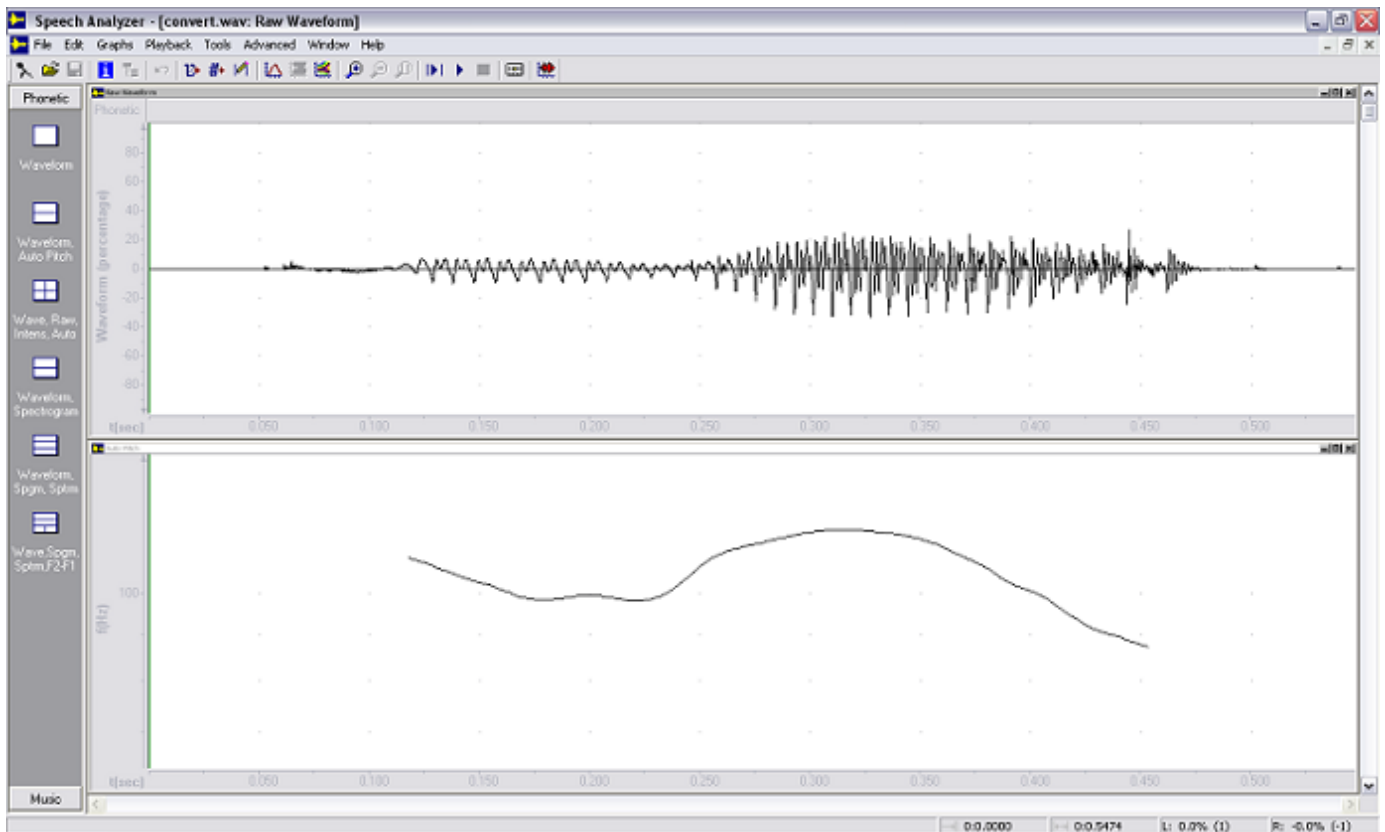 Speech Analyzer - [convert.wav: Raw Waveform]
File Edit Graphs Playback Tools Advanced Window Help
Phonetic
Waveform
Waveform,
Auto Pitch
Wave, Raw,
Intens, Auto
Waveform,
Spectrogram
Waveform,
Spgm, Sptm
Wave,Spgm,
Sptm,F2-F1
Music
Raw Waveform
Phonetic
Waveform (percentage)
80
60
40
20
0
-20
-40
-60
-80
t[sec] 0.050 0.100 0.150 0.200 0.250 0.300 0.350 0.400 0.450 0.500
f(Hz)
100
t[sec] 0.050 0.100 0.150 0.200 0.250 0.300 0.350 0.400 0.450 0.500
0:0.0000 0:0.5474 L: 0.0% (1) R: -0.0% (-1)